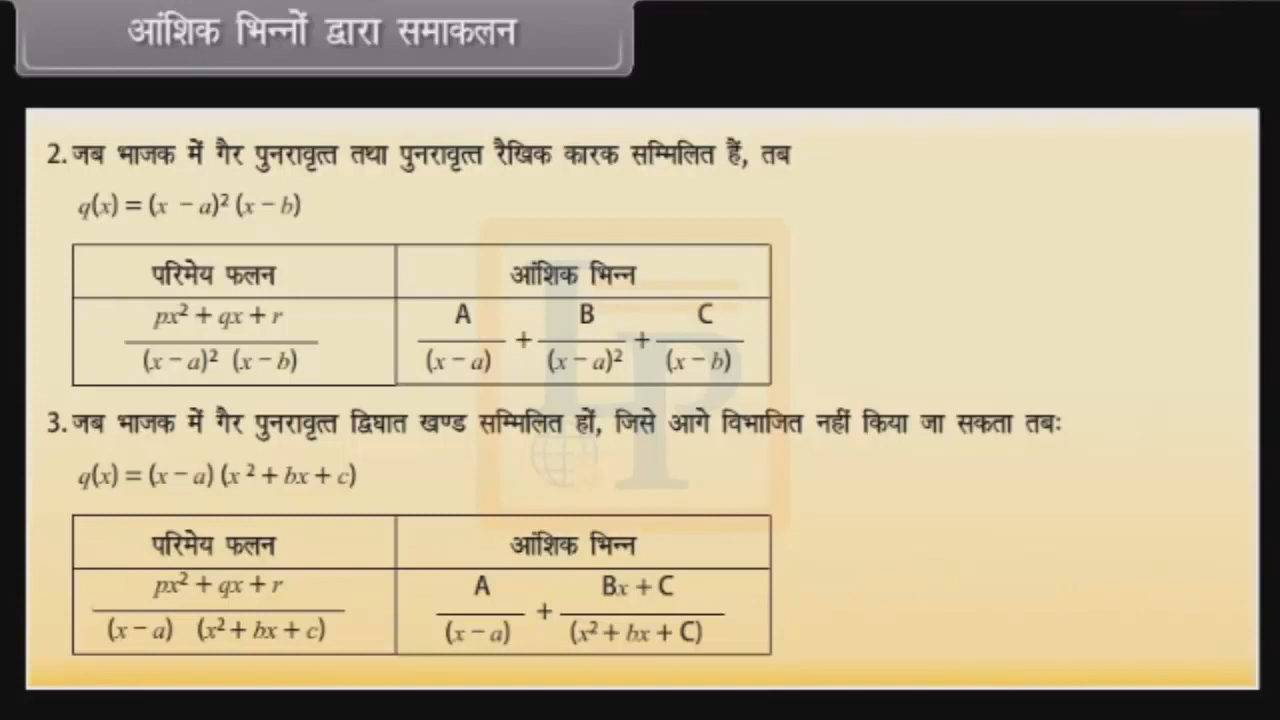 आंशिक भिन्नों द्वारा समाकलन
2. जब भाजक में गैर पुनरावृत्त तथा पुनरावृत्त रैखिक कारक सम्मिलित हैं, तब
q(x) = (x − a)² (x − b)
परिमेय फलन आंशिक भिन्न
px² + qx + r A B C
+ +
(x − a)² (x − b) (x − a) (x − a)² (x − b)
3. जब भाजक में गैर पुनरावृत्त द्विघात खण्ड सम्मिलित हों, जिसे आगे विभाजित नहीं किया जा सकता तबः
q(x) = (x − a) (x² + bx + c)
परिमेय फलन आंशिक भिन्न
px² + qx + r A Bx + C
+
(x − a) (x² + bx + c) (x − a) (x² + bx + C)